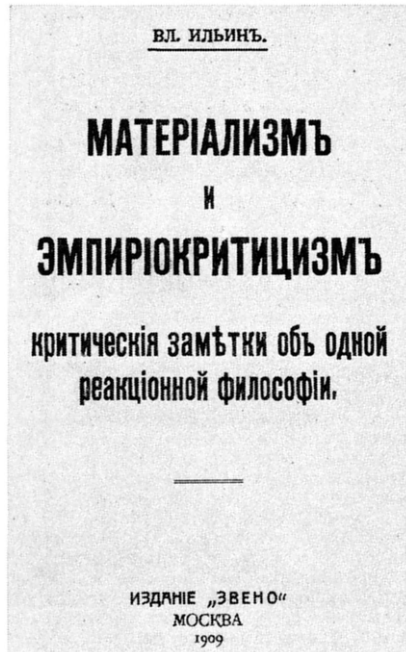 ВЛ. ИЛЬИНЪ.
МАТЕРІАЛИЗМЪ
И
ЭМПИРІОКРИТИЦИЗМЪ
критическія замѣтки объ одной
реакціонной философіи.
ИЗДАНІЕ „ЗВЕНО“
МОСКВА
1909